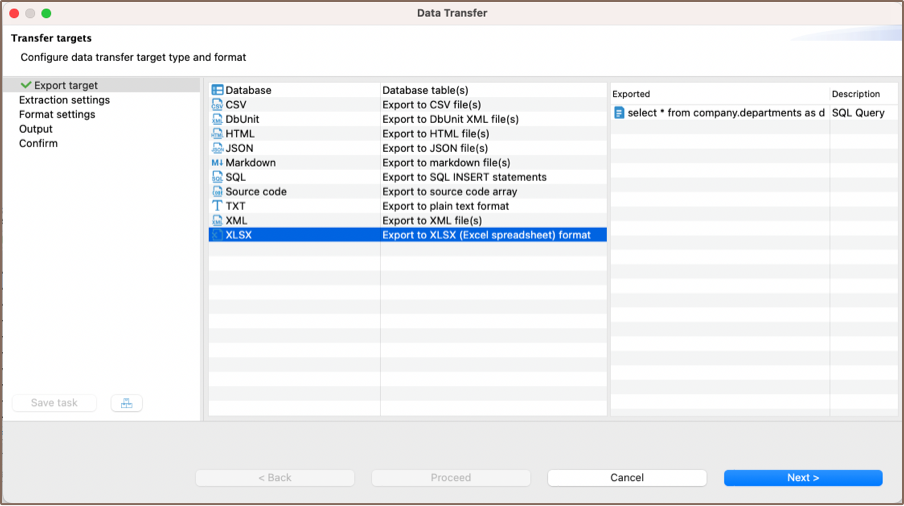 Data Transfer
Transfer targets
Configure data transfer target type and format
Export target
Extraction settings
Format settings
Output
Confirm
Database Database table(s)
CSV Export to CSV file(s)
DbUnit Export to DbUnit XML file(s)
HTML Export to HTML file(s)
JSON Export to JSON file(s)
Markdown Export to markdown file(s)
SQL Export to SQL INSERT statements
Source code Export to source code array
TXT Export to plain text format
XML Export to XML file(s)
XLSX Export to XLSX (Excel spreadsheet) format
Exported Description
select * from company.departments as d SQL Query
Save task
< Back Proceed Cancel Next >